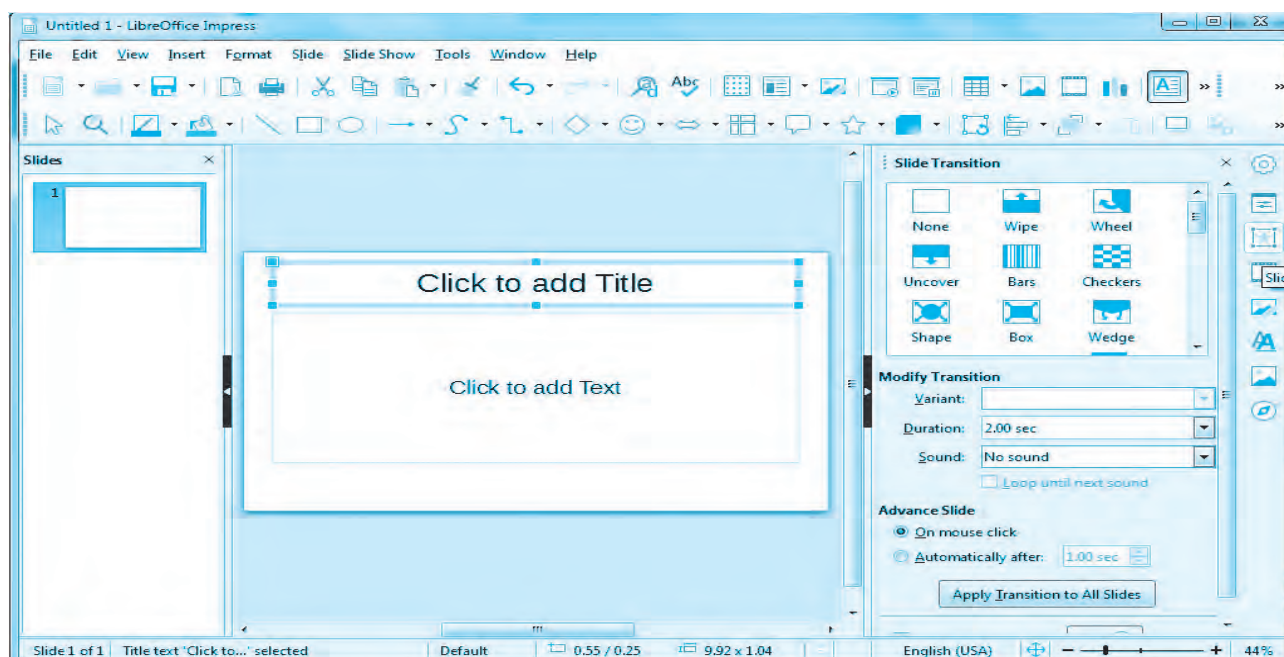 Untitled 1 - LibreOffice Impress
File Edit View Insert Format Slide Slide Show Tools Window Help
Abc
A
»
»
»
Slides
1
Click to add Title
Click to add Text
Slide Transition
None Wipe Wheel
Uncover Bars Checkers
Shape Box Wedge
Modify Transition
Variant:
Duration: 2.00 sec
Sound: No sound
Loop until next sound
Advance Slide
On mouse click
Automatically after: 1.00 sec
Apply Transition to All Slides
Slid
Slide 1 of 1 Title text 'Click to...' selected Default 0.55 / 0.25 9.92 x 1.04 English (USA) 44%